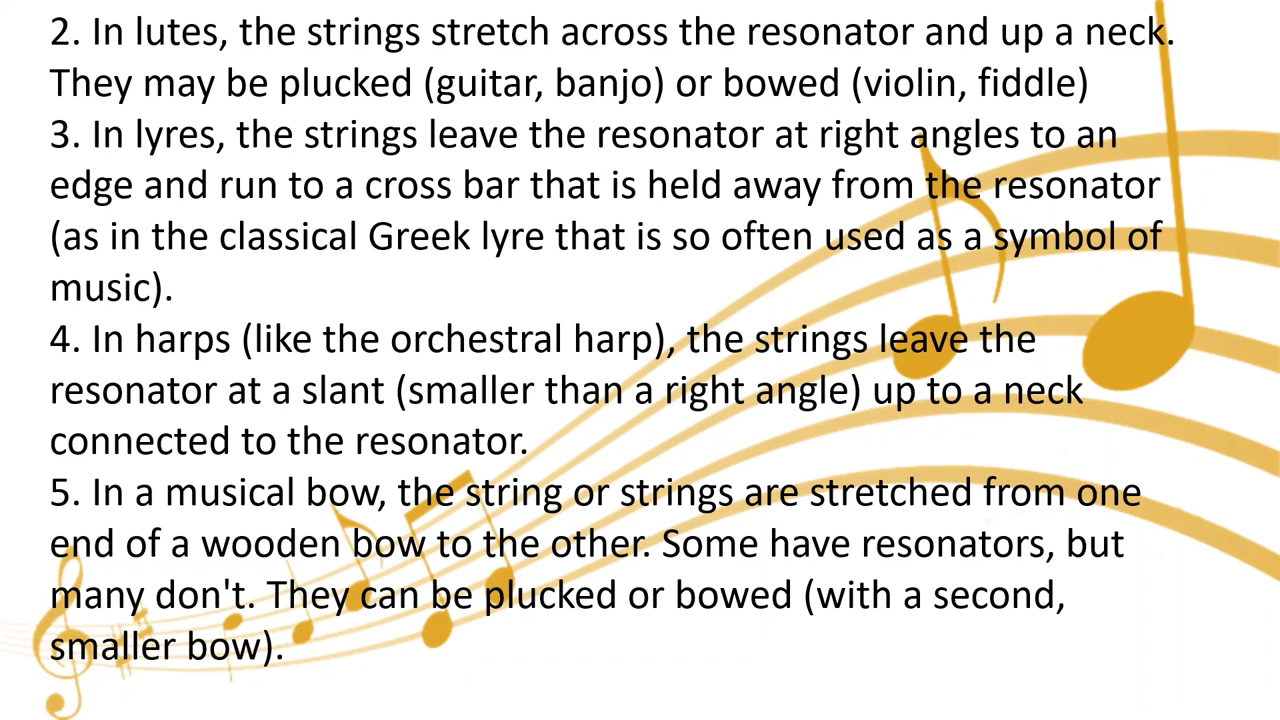 2. In lutes, the strings stretch across the resonator and up a neck.
They may be plucked (guitar, banjo) or bowed (violin, fiddle)
3. In lyres, the strings leave the resonator at right angles to an
edge and run to a cross bar that is held away from the resonator
(as in the classical Greek lyre that is so often used as a symbol of
music).
4. In harps (like the orchestral harp), the strings leave the
resonator at a slant (smaller than a right angle) up to a neck
connected to the resonator.
5. In a musical bow, the string or strings are stretched from one
end of a wooden bow to the other. Some have resonators, but
many don't. They can be plucked or bowed (with a second,
smaller bow).